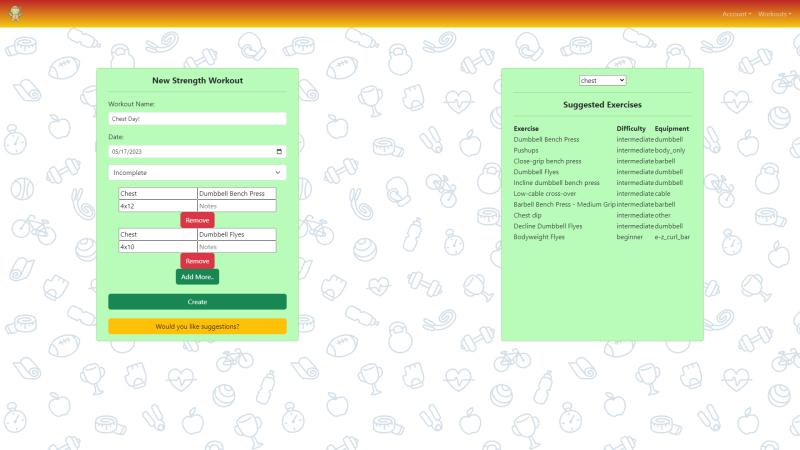 Account Workouts
New Strength Workout
Workout Name:
Chest Day!
Date:
05/17/2023
Incomplete
Chest Dumbbell Bench Press
4x12 Notes
Remove
Chest Dumbbell Flyes
4x10 Notes
Remove
Add More..
Create
Would you like suggestions?
chest
Suggested Exercises
Exercise Difficulty Equipment
Dumbbell Bench Press intermediate dumbbell
Pushups intermediate body_only
Close-grip bench press intermediate barbell
Dumbbell Flyes intermediate dumbbell
Incline dumbbell bench press intermediate dumbbell
Low-cable cross-over intermediate cable
Barbell Bench Press - Medium Grip intermediate barbell
Chest dip intermediate other
Decline Dumbbell Flyes intermediate dumbbell
Bodyweight Flyes beginner e-z_curl_bar